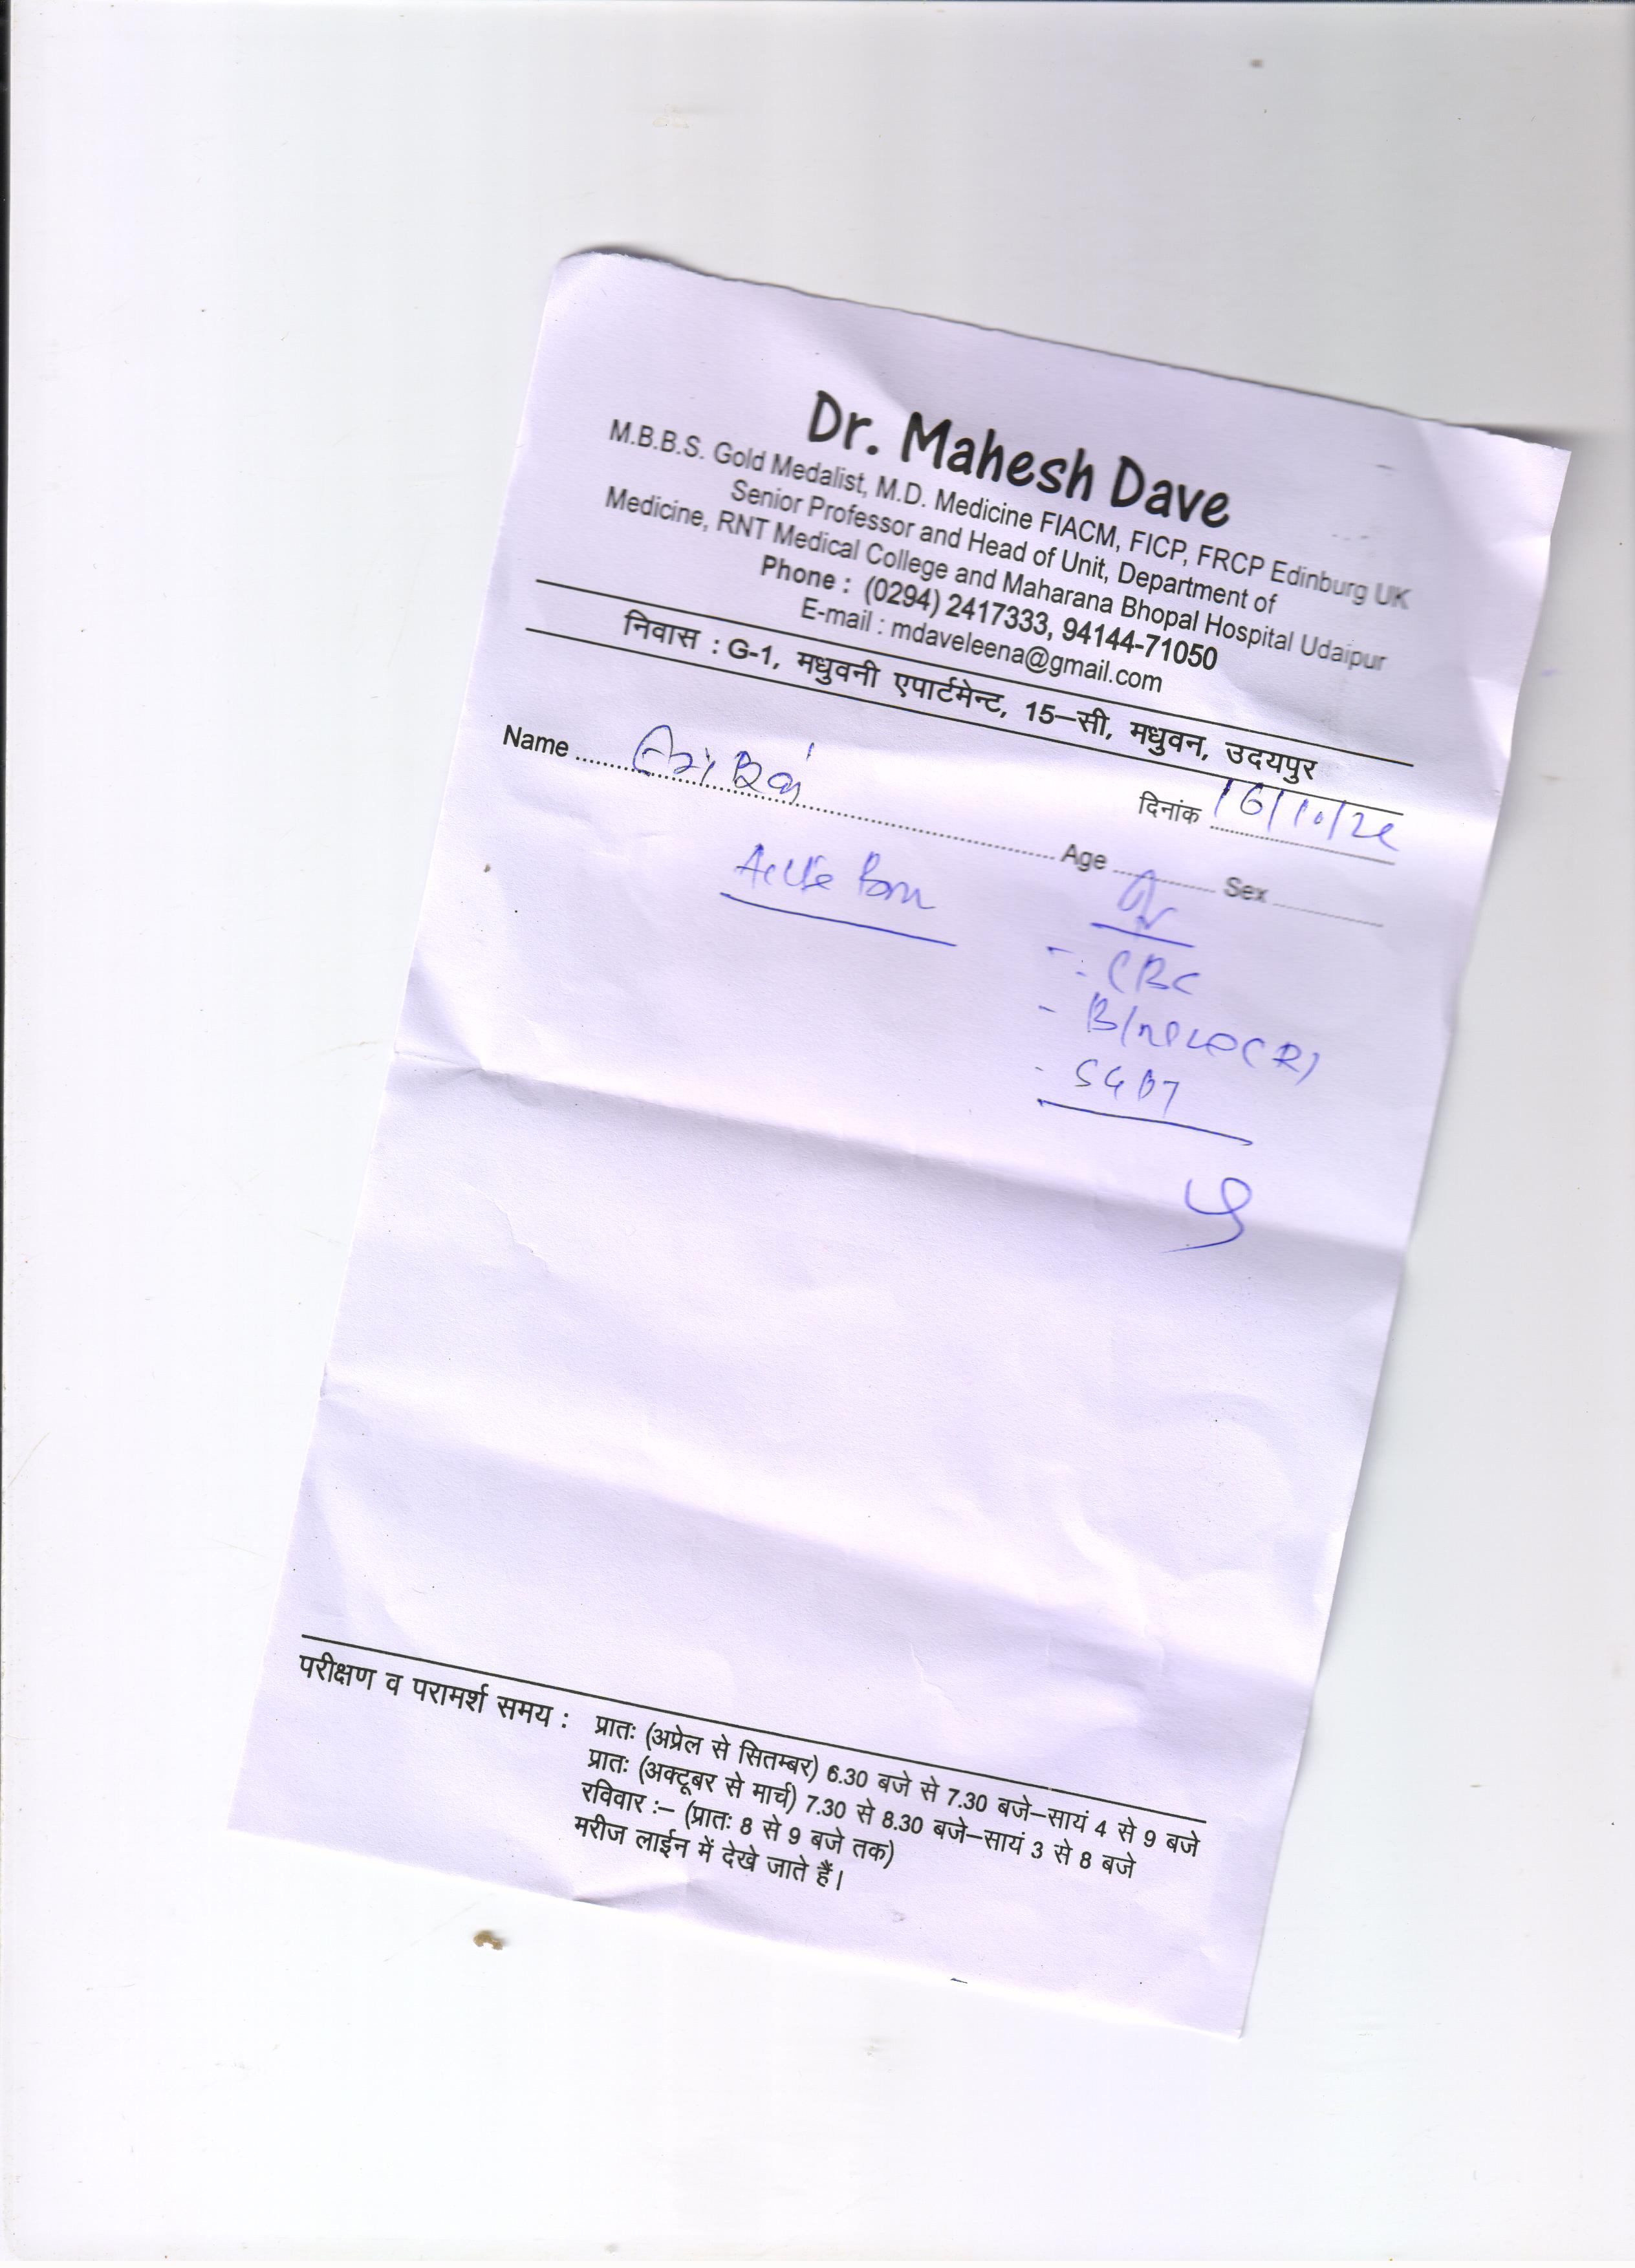 Dr. Mahesh Dave
M.B.B.S. Gold Medalist, M.D. Medicine FIACM, FICP, FRCP Edinburg UK
Senior Professor and Head of Unit, Department of
Medicine, RNT Medical College and Maharana Bhopal Hospital Udaipur
Phone : (0294) 2417333, 94144-71050
E-mail : mdaveleena@gmail.com
निवास : G-1, मधुवनी एपार्टमेन्ट, 15–सी, मधुवन, उदयपुर
दिनांक 16/10/20
Name ..... Bai ..... Age ..... Sex .....
- CBC
- SGOT
परीक्षण व परामर्श समय : प्रातः (अप्रेल से सितम्बर) 6.30 बजे से 7.30 बजे–सायं 4 से 9 बजे
प्रातः (अक्टूबर से मार्च) 7.30 से 8.30 बजे–सायं 3 से 8 बजे
रविवार :– (प्रातः 8 से 9 बजे तक)
मरीज लाईन में देखे जाते हैं।